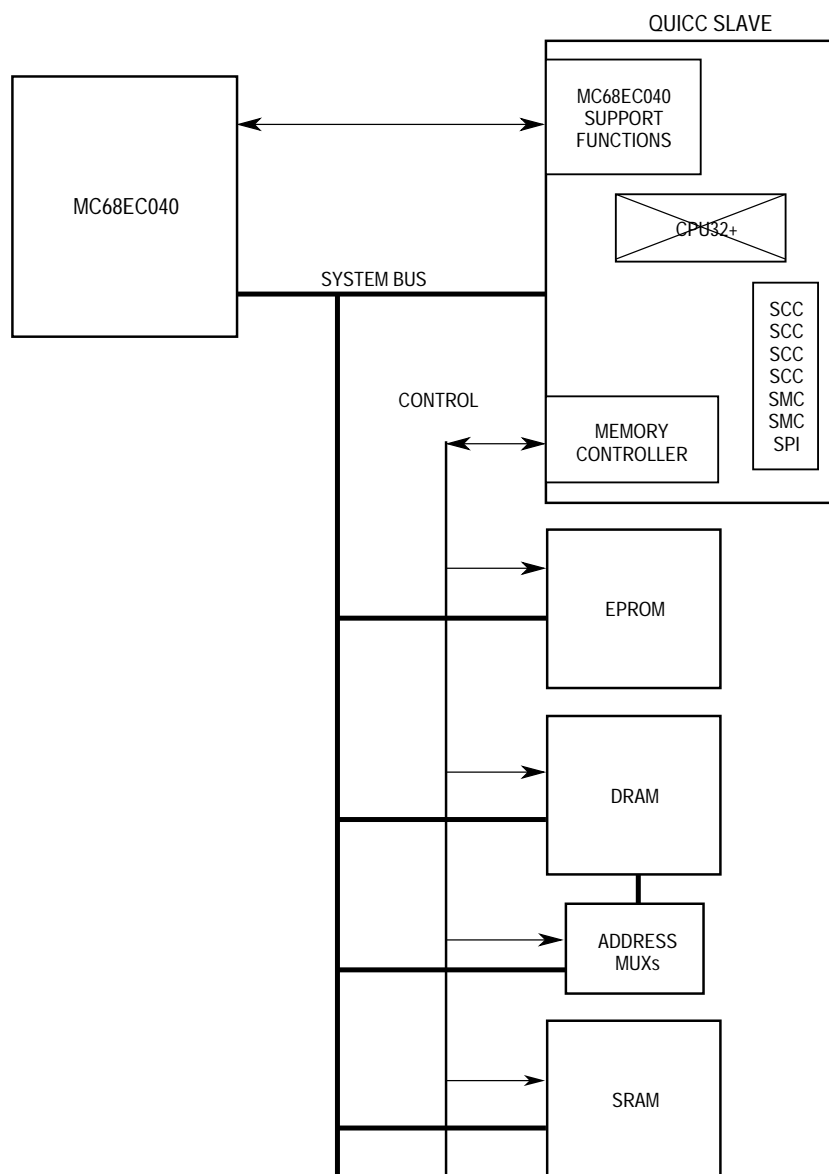 QUICC SLAVE
MC68EC040
SUPPORT
FUNCTIONS
MC68EC040
CPU32+
SYSTEM BUS
SCC
SCC
SCC
SCC
SMC
SMC
SPI
CONTROL
MEMORY
CONTROLLER
EPROM
DRAM
ADDRESS
MUXs
SRAM